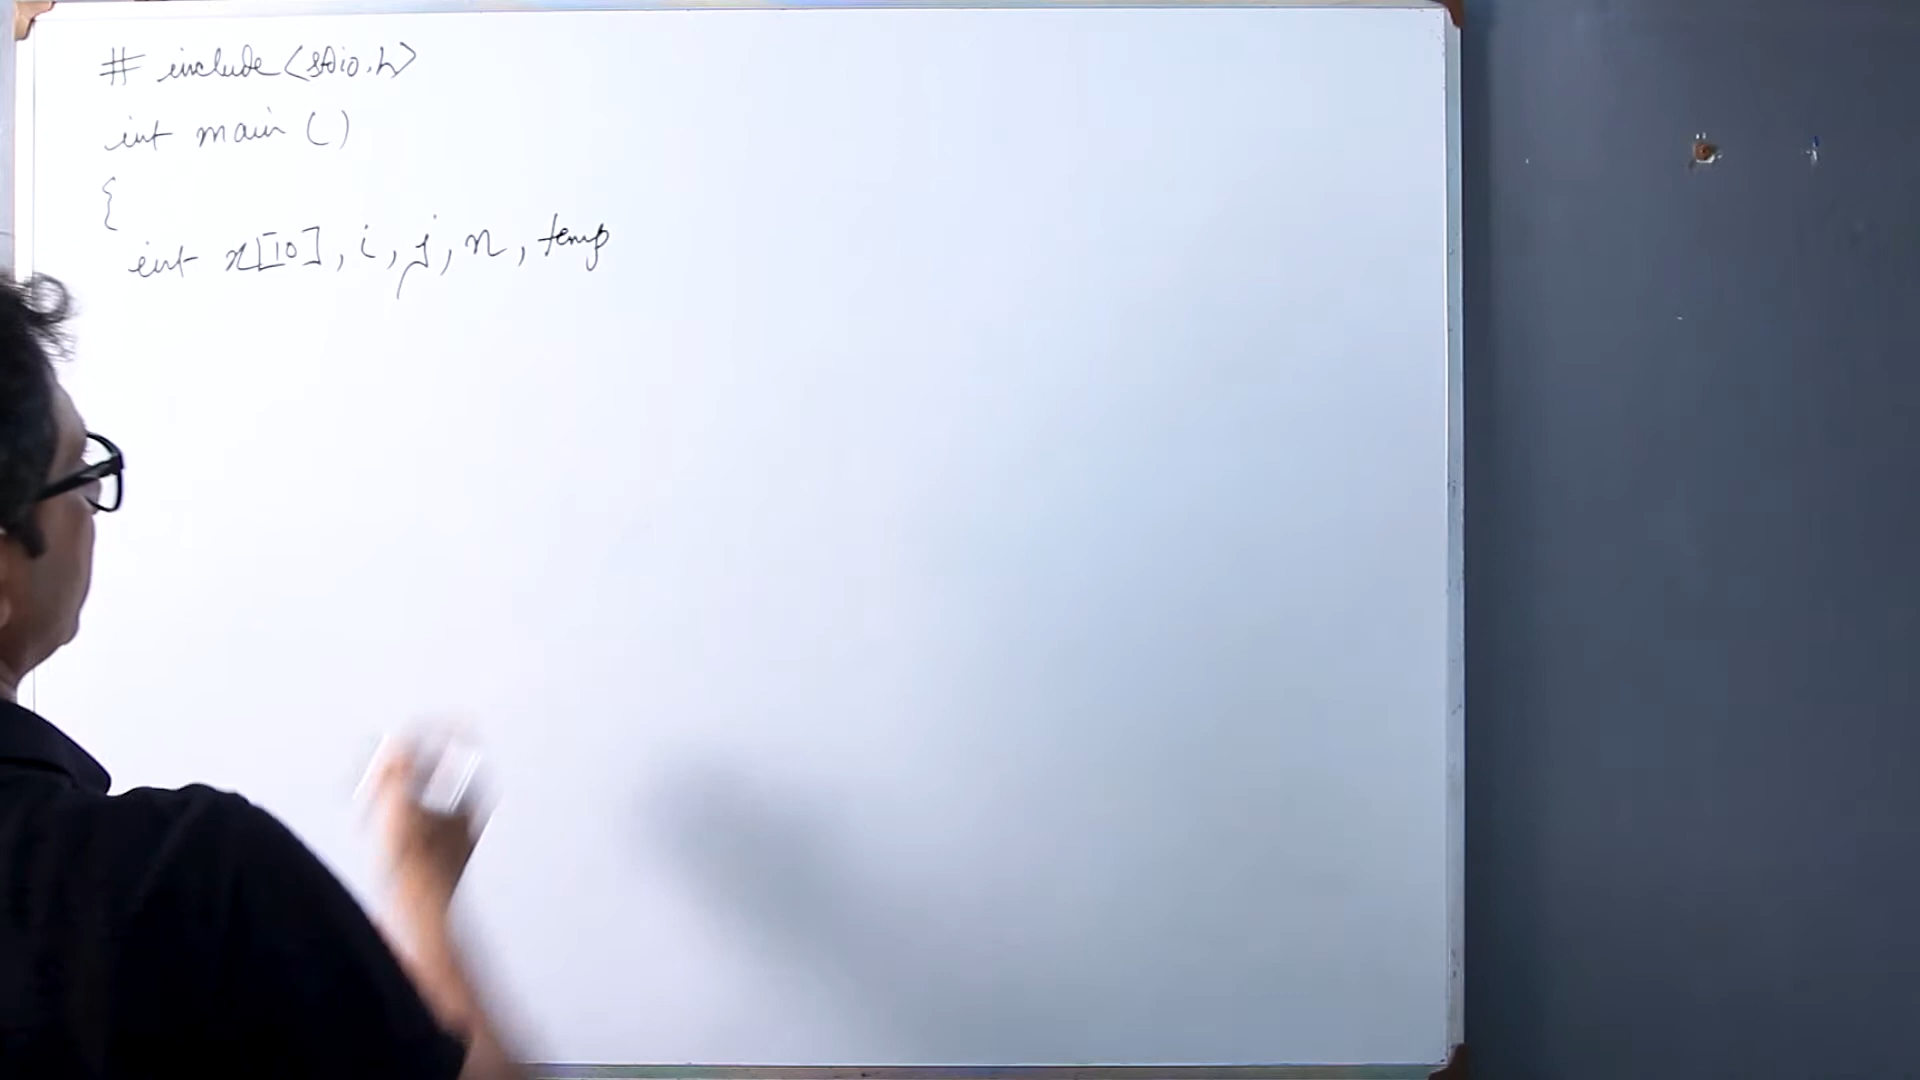 # include<stdio.h>
int main()
{
int x[10], i, j, n, temp